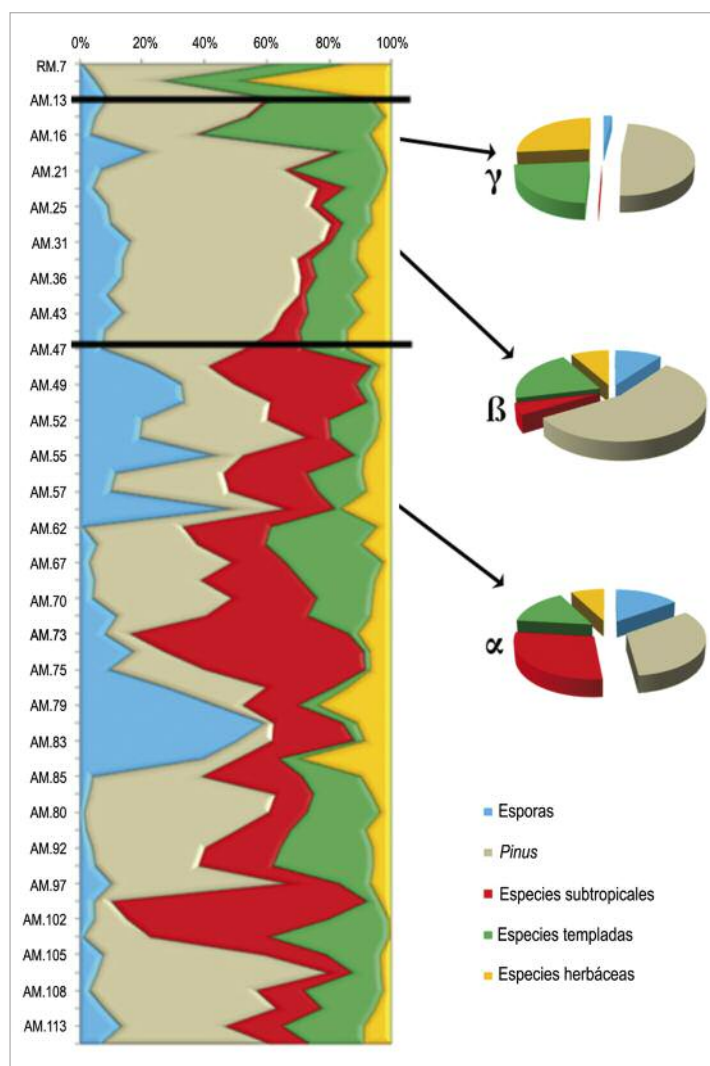 0% 20% 40% 60% 80% 100%
RM.7
AM.13
AM.16
AM.21
AM.25
AM.31
AM.36
AM.43
AM.47
AM.49
AM.52
AM.55
AM.57
AM.62
AM.67
AM.70
AM.73
AM.75
AM.79
AM.83
AM.85
AM.80
AM.92
AM.97
AM.102
AM.105
AM.108
AM.113
γ
ß
α
Esporas
Pinus
Especies subtropicales
Especies templadas
Especies herbáceas